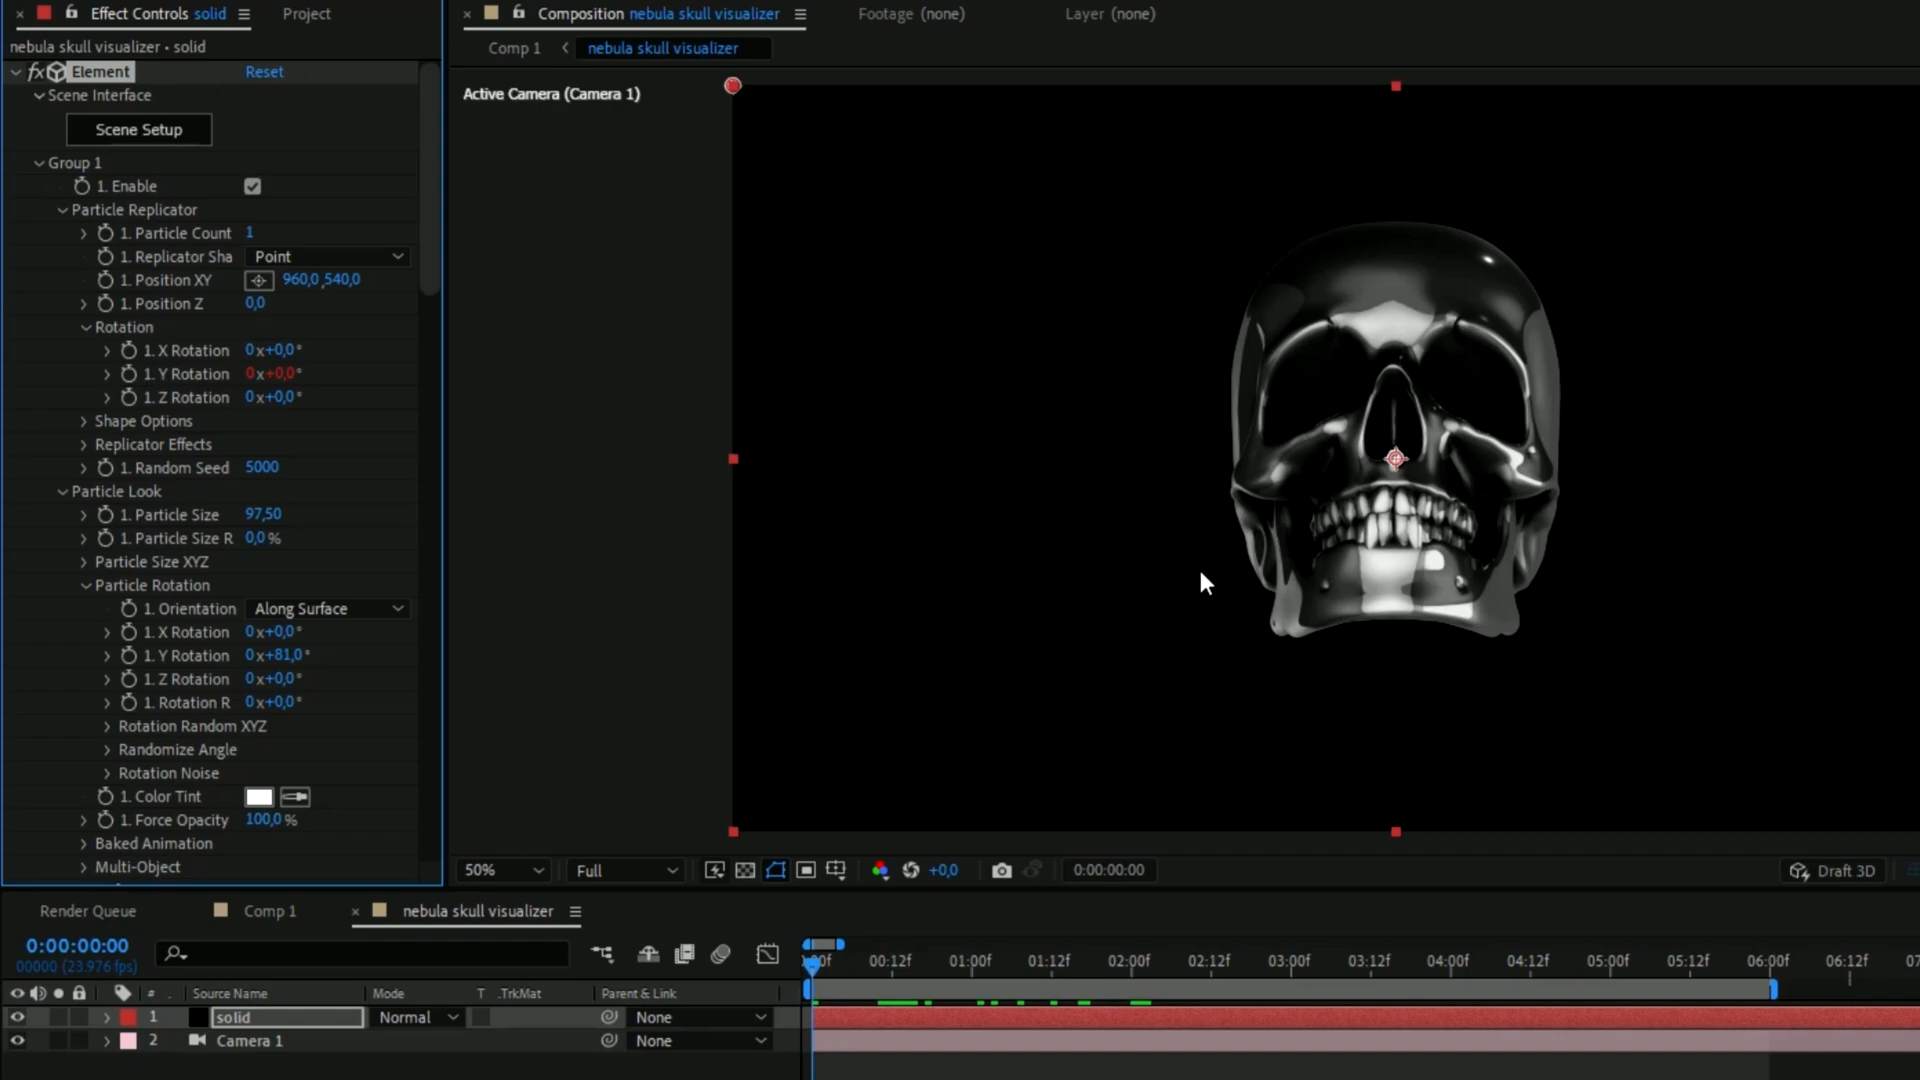 Effect Controls solid
Project
nebula skull visualizer • solid
fx Element Reset
Scene Interface
Scene Setup
Group 1
1. Enable
Particle Replicator
1. Particle Count 1
1. Replicator Sha Point
1. Position XY 960,0 ,540,0
1. Position Z 0,0
Rotation
1. X Rotation 0x+0,0°
1. Y Rotation 0x+0,0°
1. Z Rotation 0x+0,0°
Shape Options
Replicator Effects
1. Random Seed 5000
Particle Look
1. Particle Size 97,50
1. Particle Size R 0,0 %
Particle Size XYZ
Particle Rotation
1. Orientation Along Surface
1. X Rotation 0x+0,0°
1. Y Rotation 0x+81,0°
1. Z Rotation 0x+0,0°
1. Rotation R 0x+0,0°
Rotation Random XYZ
Randomize Angle
Rotation Noise
1. Color Tint
1. Force Opacity 100,0 %
Baked Animation
Multi-Object
Composition nebula skull visualizer
Footage (none)
Layer (none)
Comp 1 nebula skull visualizer
Active Camera (Camera 1)
50% Full +0,0 0:00:00:00 Draft 3D
Render Queue Comp 1 nebula skull visualizer
0:00:00:00
00000 (23.976 fps)
00:12f 01:00f 01:12f 02:00f 02:12f 03:00f 03:12f 04:00f 04:12f 05:00f 05:12f 06:00f 06:12f
# Source Name Mode T .TrkMat Parent & Link
1 solid Normal None
2 Camera 1 None